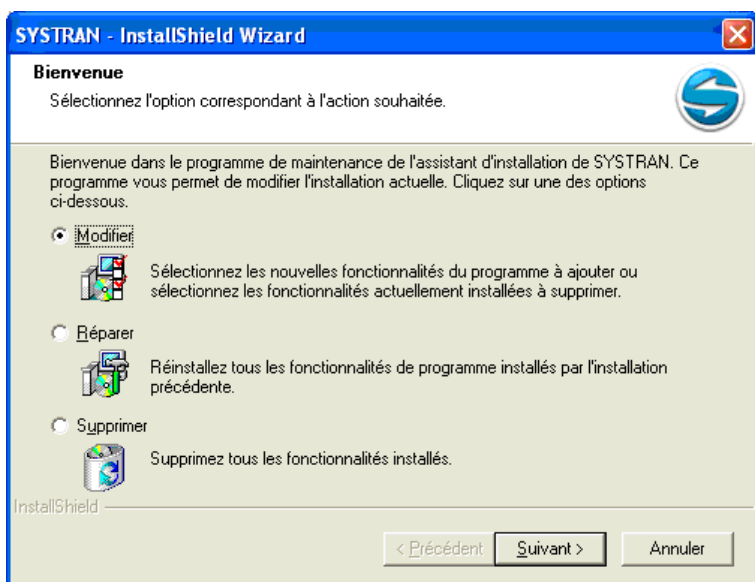 SYSTRAN - InstallShield Wizard
Bienvenue
Sélectionnez l'option correspondant à l'action souhaitée.
Bienvenue dans le programme de maintenance de l'assistant d'installation de SYSTRAN. Ce
programme vous permet de modifier l'installation actuelle. Cliquez sur une des options
ci-dessous.
Modifier
Sélectionnez les nouvelles fonctionnalités du programme à ajouter ou
sélectionnez les fonctionnalités actuellement installées à supprimer.
Réparer
Réinstallez tous les fonctionnalités de programme installés par l'installation
précédente.
Supprimer
Supprimez tous les fonctionnalités installés.
InstallShield
< Précédent
Suivant >
Annuler